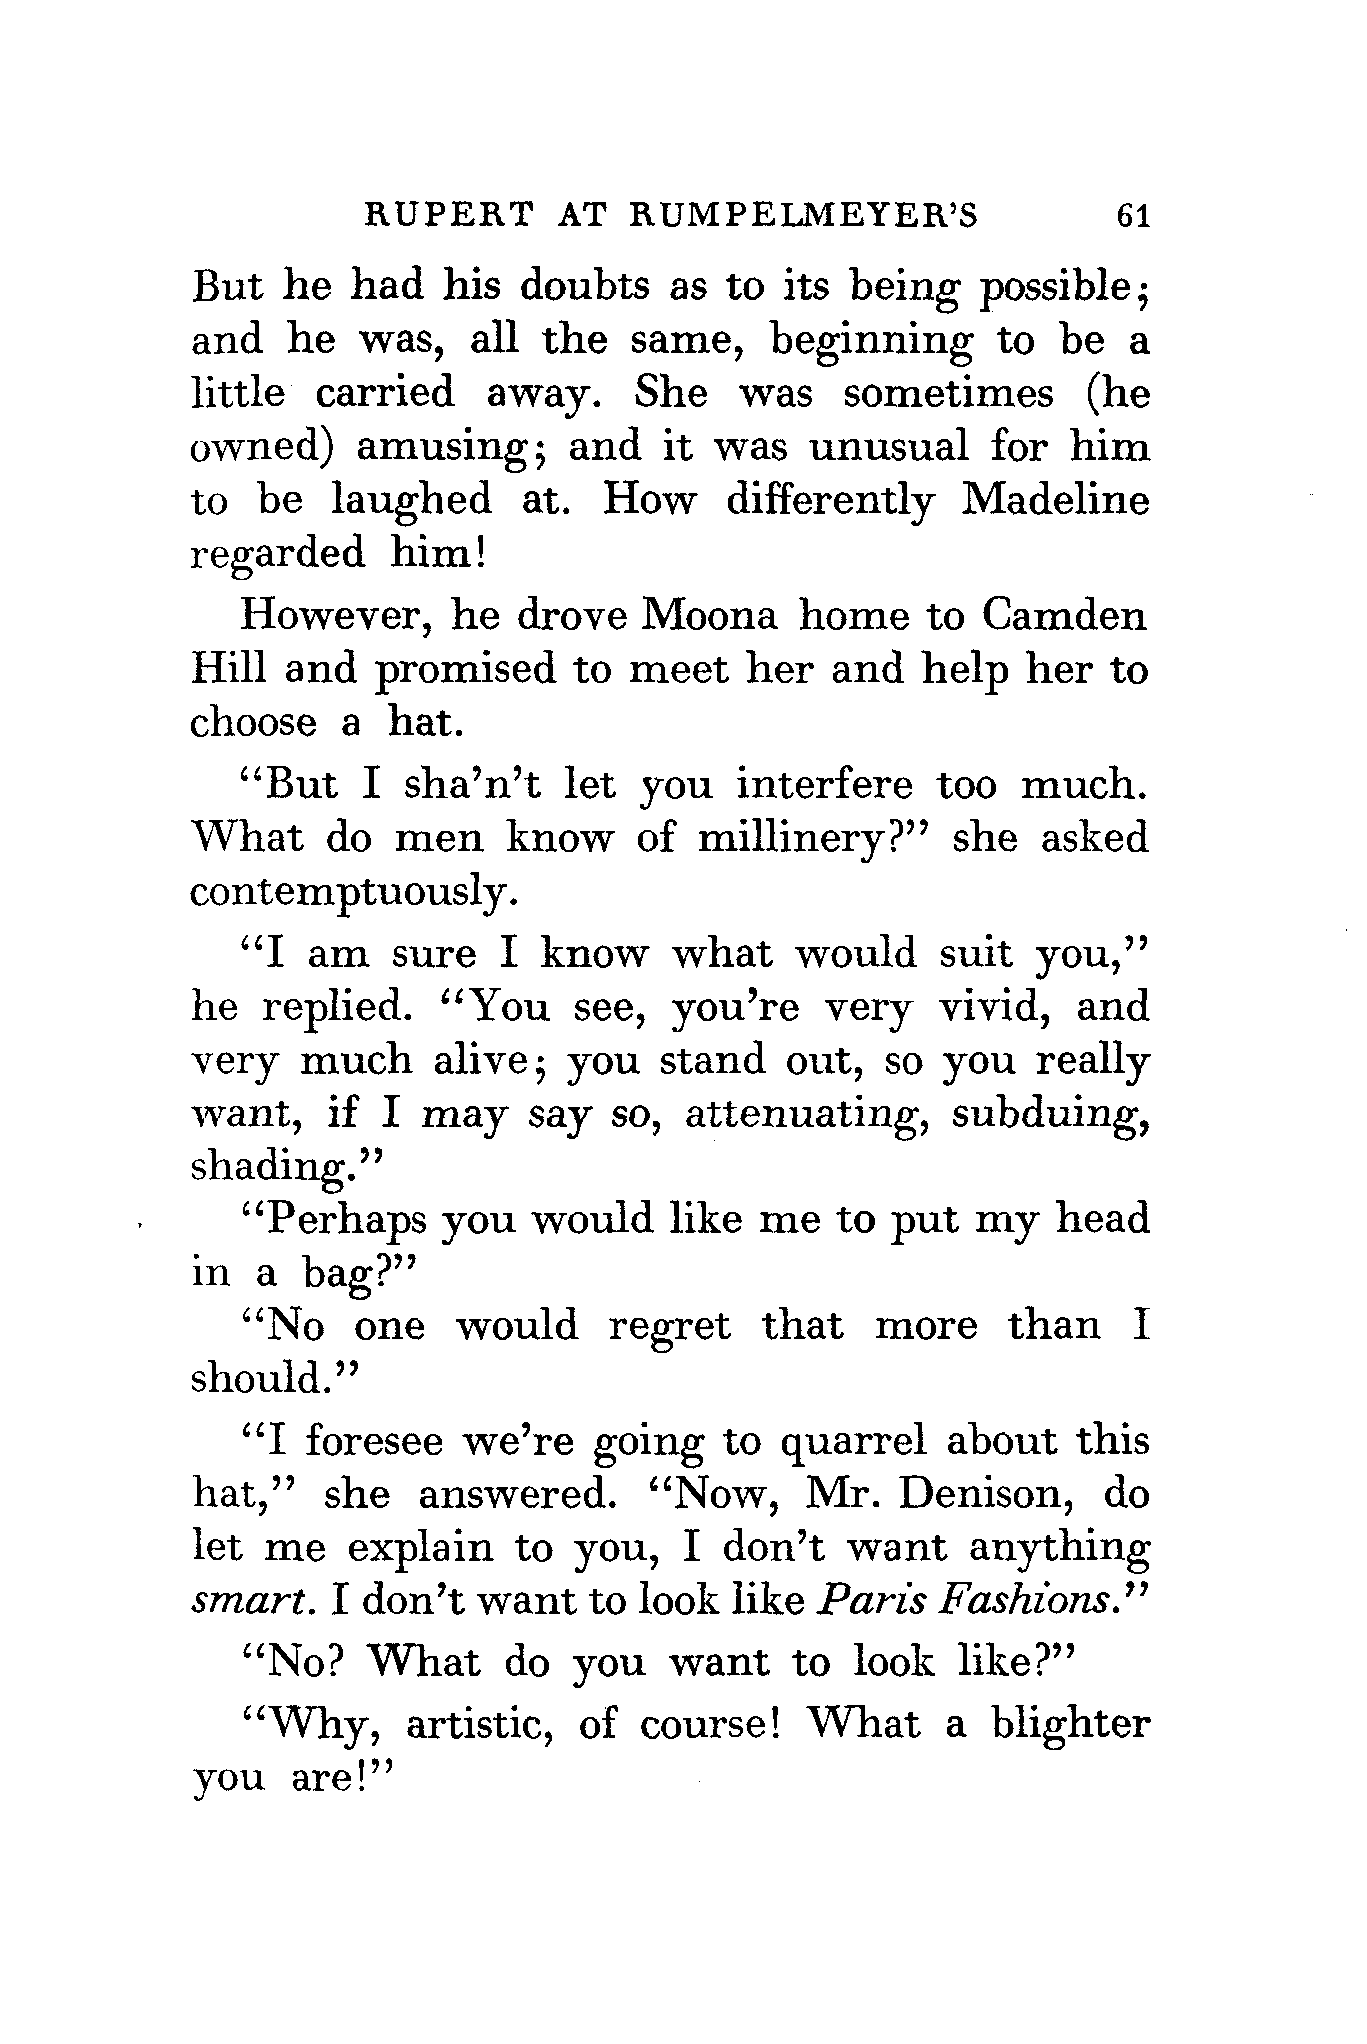 RUPERT AT RUMPELMEYER'S 61
But he had his doubts as to its being possible;
and he was, all the same, beginning to be a
little carried away. She was sometimes (he
owned) amusing; and it was unusual for him
to be laughed at. How differently Madeline
regarded him!
However, he drove Moona home to Camden
Hill and promised to meet her and help her to
choose a hat.
"But I sha'n't let you interfere too much.
What do men know of millinery?" she asked
contemptuously.
"I am sure I know what would suit you,"
he replied. "You see, you're very vivid, and
very much alive; you stand out, so you really
want, if I may say so, attenuating, subduing,
shading."
"Perhaps you would like me to put my head
in a bag?"
"No one would regret that more than I
should."
"I foresee we're going to quarrel about this
hat," she answered. "Now, Mr. Denison, do
let me explain to you, I don't want anything
smart. I don't want to look like Paris Fashions."
"No? What do you want to look like?"
"Why, artistic, of course! What a blighter
you are!"